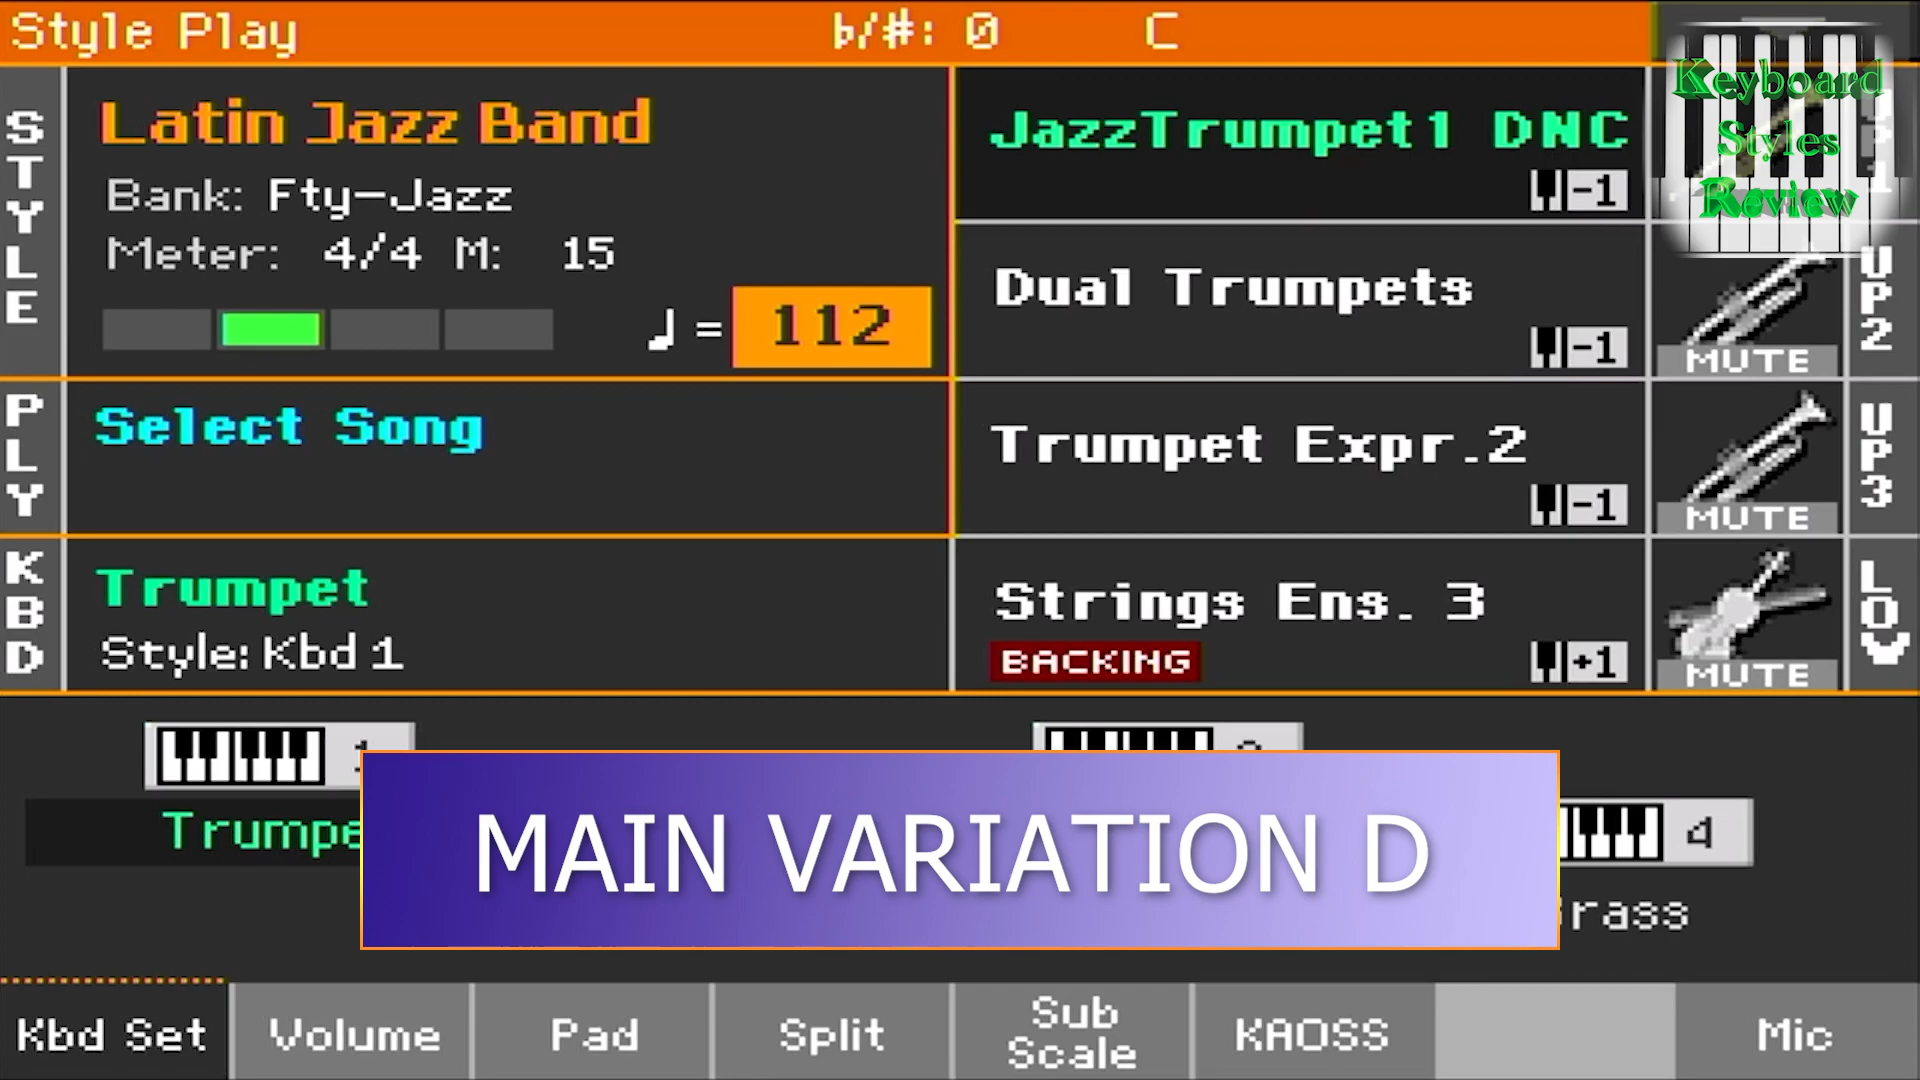 Style Play
♭/#: 0
C
Keyboard
Styles
Review
STYLE
Latin Jazz Band
Bank: Fty-Jazz
Meter: 4/4 M: 15
♩ = 112
JazzTrumpet1 DNC
-1
Dual Trumpets
-1
MUTE
UP2
PLY
Select Song
Trumpet Expr.2
-1
MUTE
UP3
KBD
Trumpet
Style: Kbd 1
Strings Ens. 3
BACKING
+1
MUTE
LOW
MAIN VARIATION D
4
Kbd Set
Volume
Pad
Split
Sub
Scale
KAOSS
Mic